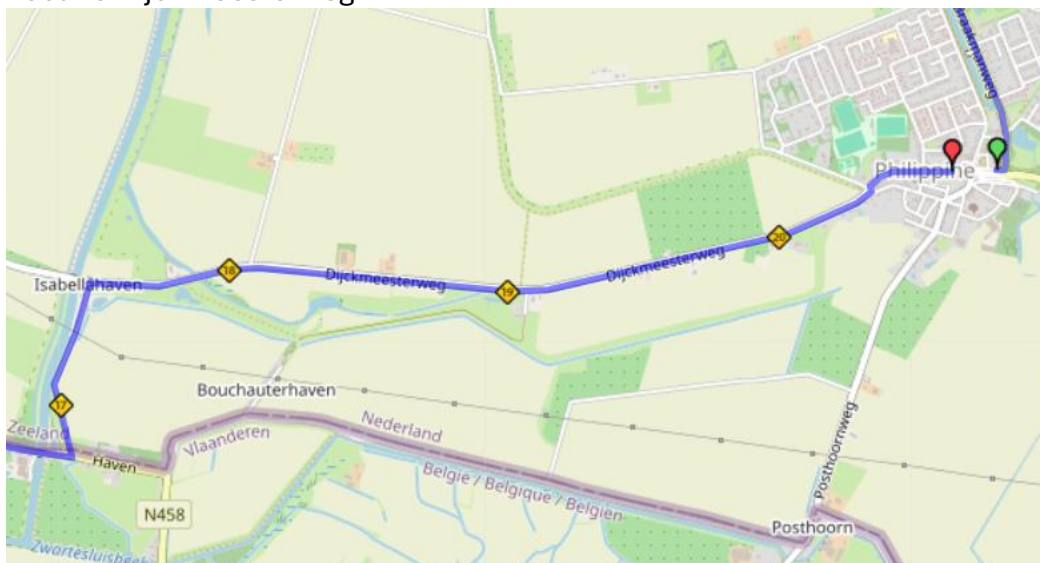 Braakmanweg
Philippine
20
Dijckmeesterweg
18
Dijckmeesterweg
19
Isabellahaven
Bouchauterhaven
17
Zeeland
Nederland
Vlaanderen
Haven
België / Belgique / Belgien
Posthoornweg
N458
Posthoorn